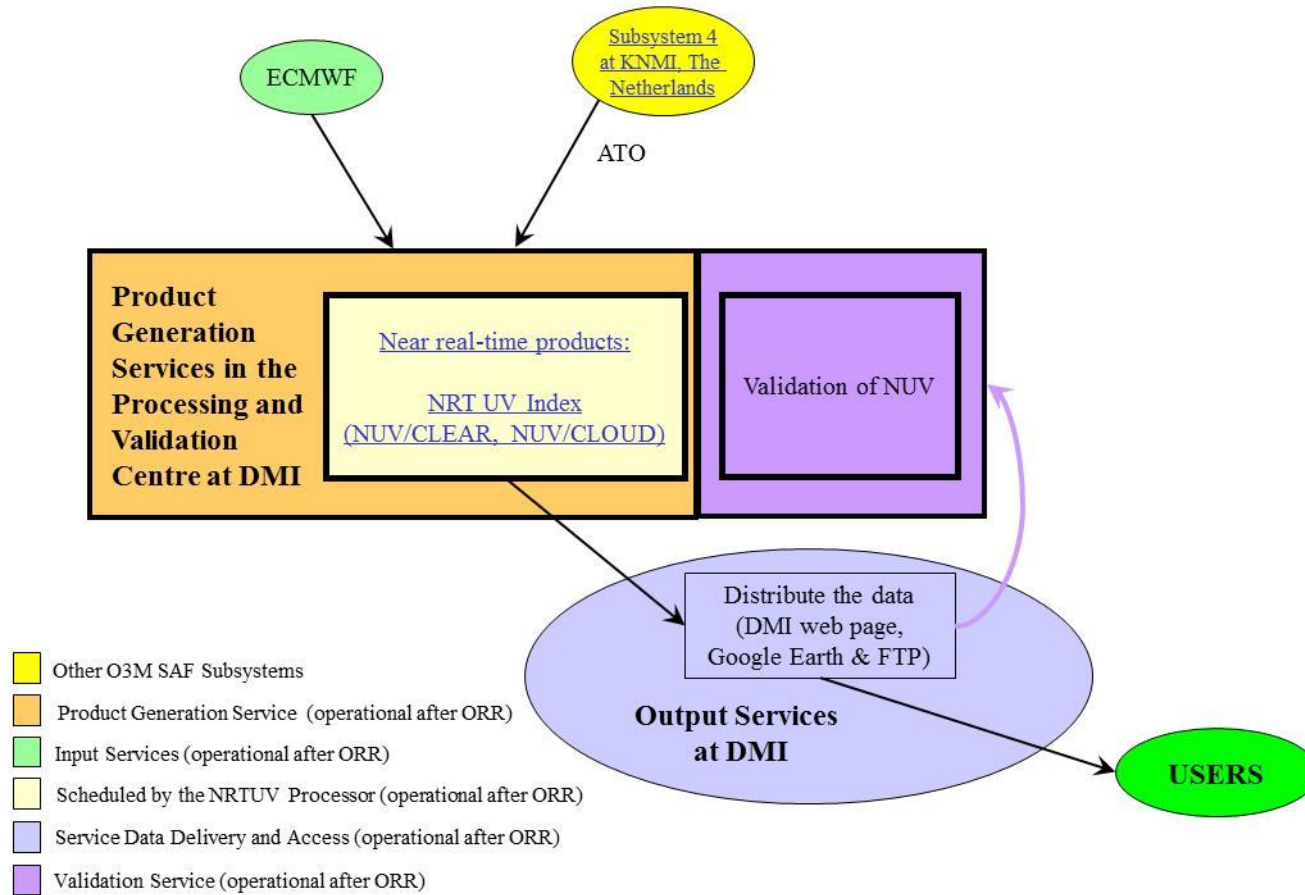 ECMWF
Subsystem 4
at KNMI, The
Netherlands
ATO
Product
Generation
Services in the
Processing and
Validation
Centre at DMI
Near real-time products:
NRT UV Index
(NUV/CLEAR, NUV/CLOUD)
Validation of NUV
Distribute the data
(DMI web page,
Google Earth & FTP)
Output Services
at DMI
USERS
Other O3M SAF Subsystems
Product Generation Service (operational after ORR)
Input Services (operational after ORR)
Scheduled by the NRTUV Processor (operational after ORR)
Service Data Delivery and Access (operational after ORR)
Validation Service (operational after ORR)